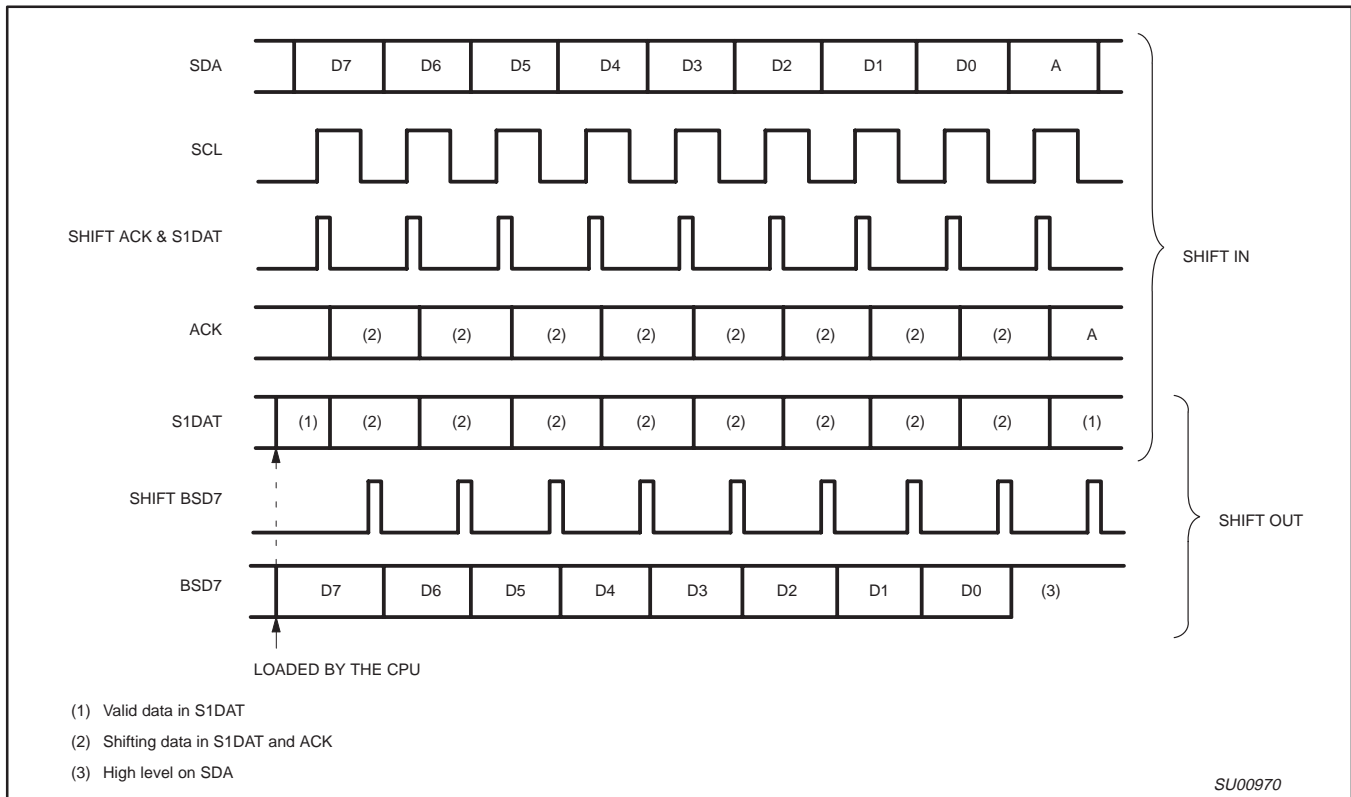 SDA D7 D6 D5 D4 D3 D2 D1 D0 A
SCL
SHIFT ACK & S1DAT
SHIFT IN
ACK (2) (2) (2) (2) (2) (2) (2) (2) A
S1DAT (1) (2) (2) (2) (2) (2) (2) (2) (2) (1)
SHIFT BSD7
SHIFT OUT
BSD7 D7 D6 D5 D4 D3 D2 D1 D0 (3)
LOADED BY THE CPU
(1) Valid data in S1DAT
(2) Shifting data in S1DAT and ACK
(3) High level on SDA
SU00970